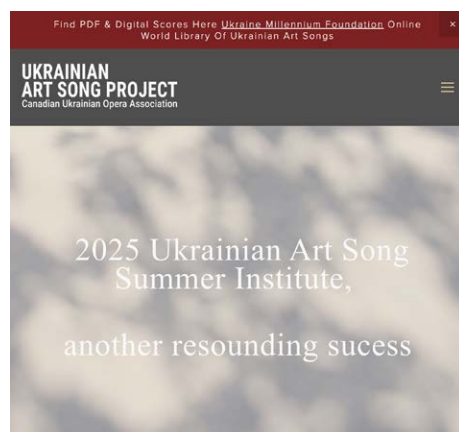 Find PDF & Digital Scores Here Ukraine Millennium Foundation Online
World Library Of Ukrainian Art Songs
×
UKRAINIAN
ART SONG PROJECT
Canadian Ukrainian Opera Association
2025 Ukrainian Art Song
Summer Institute,
another resounding sucess